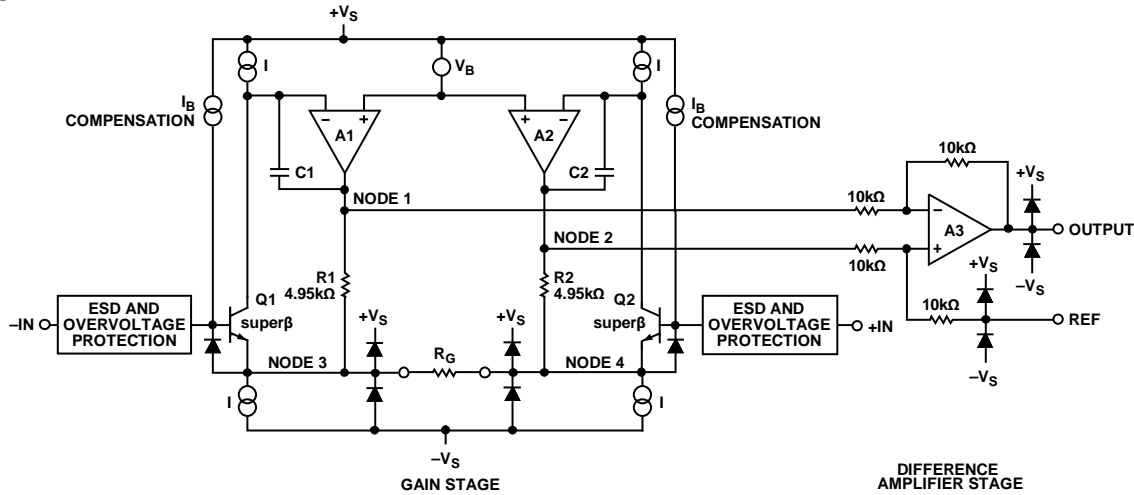 +VS
I
VB
I
IB
COMPENSATION
IB
COMPENSATION
− +
A1
+ −
A2
C1
C2
NODE 1
NODE 2
10kΩ
10kΩ
+VS
−
A3
+
OUTPUT
10kΩ
−VS
+VS
10kΩ
REF
−VS
R1
4.95kΩ
R2
4.95kΩ
Q1
superβ
Q2
superβ
−IN
ESD AND
OVERVOLTAGE
PROTECTION
ESD AND
OVERVOLTAGE
PROTECTION
+IN
+VS
+VS
NODE 3
RG
NODE 4
I
I
−VS
GAIN STAGE
DIFFERENCE
AMPLIFIER STAGE